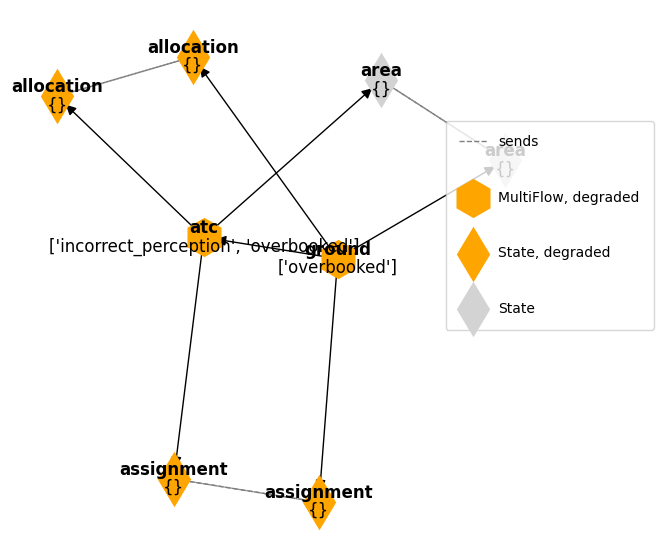 allocation
{}
allocation
{}
area
{}
area
{}
sends
MultiFlow, degraded
State, degraded
State
atc
['incorrect_perception', 'overbooked']
ground
['overbooked']
assignment
{}
assignment
{}